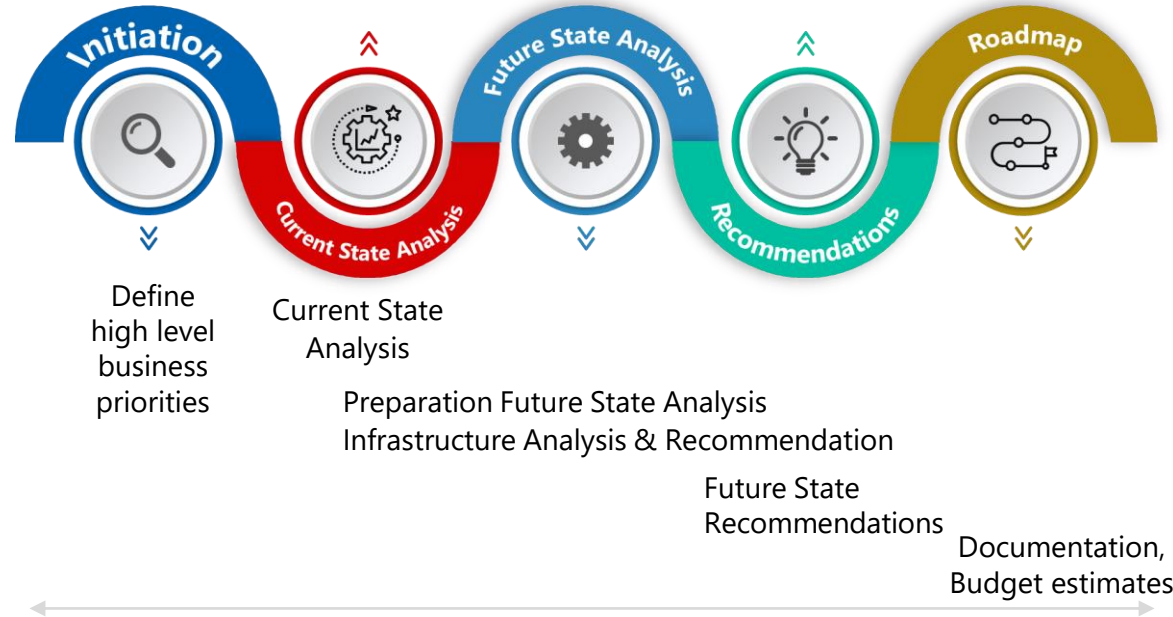 Initiation
Current State Analysis
Future State Analysis
Recommendations
Roadmap
Define
high level
business
priorities
Current State
Analysis
Preparation Future State Analysis
Infrastructure Analysis & Recommendation
Future State
Recommendations
Documentation,
Budget estimates